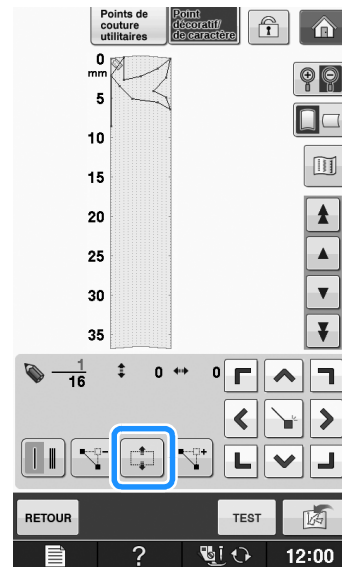 Points de
couture
utilitaires
Point
décoratif/
de caractère
0
mm
5
10
15
20
25
30
35
1
16
0
0
RETOUR
TEST
?
12:00